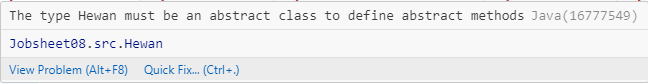 The type Hewan must be an abstract class to define abstract methods Java(16777549)
Jobsheet08.src.Hewan
View Problem (Alt+F8) Quick Fix... (Ctrl+.)